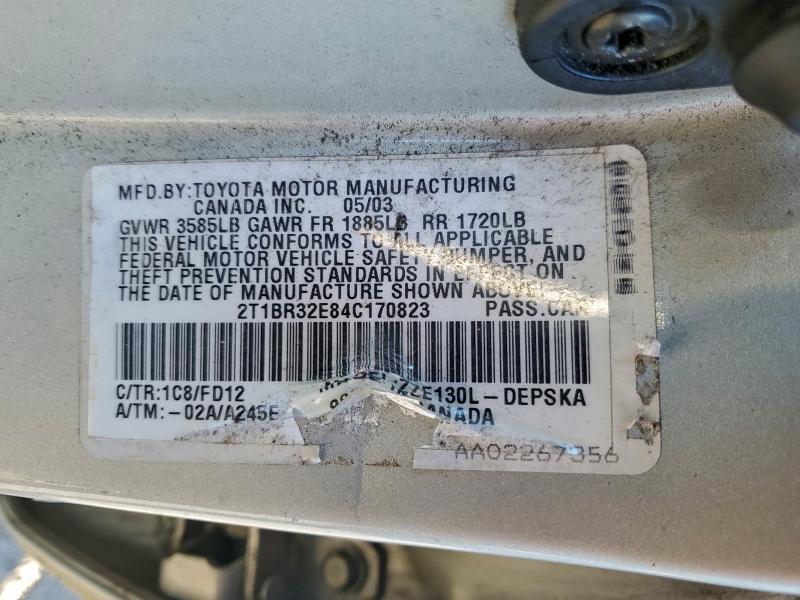 MFD.BY:TOYOTA MOTOR MANUFACTURING
CANADA INC. 05/03
GVWR 3585LB GAWR FR 1885LB RR 1720LB
THIS VEHICLE CONFORMS TO ALL APPLICABLE
FEDERAL MOTOR VEHICLE SAFETY, BUMPER, AND
THEFT PREVENTION STANDARDS IN EFFECT ON
THE DATE OF MANUFACTURE SHOWN ABOVE.
2T1BR32E84C170823 PASS.CAR
C/TR:1C8/FD12 ZZE130L-DEPSKA
A/TM:-02A/A245E CANADA
AA02267356